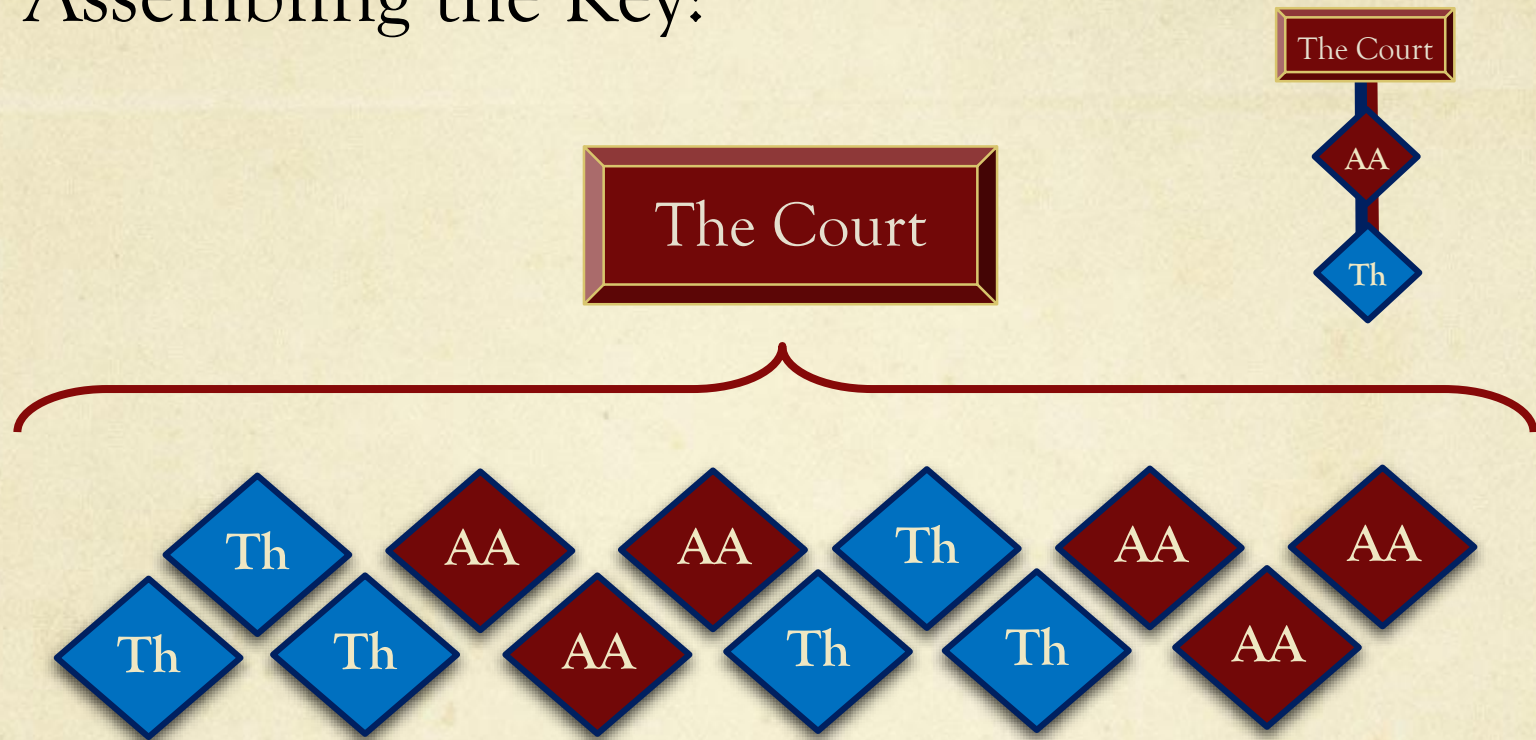 Assembling the Key:
The Court
AA
Th
The Court
Th
AA
AA
Th
AA
AA
Th
Th
AA
Th
Th
AA